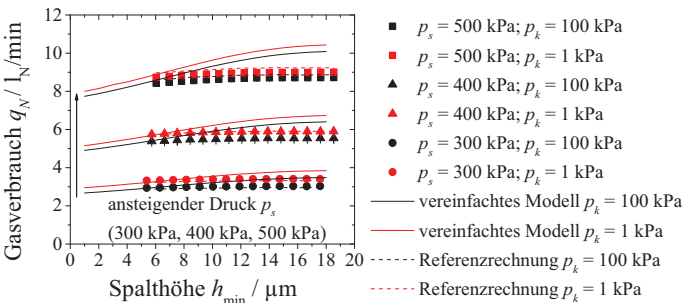 Gasverbrauch q_N / l_N/min
14
12
10
8
6
4
2
0
ansteigender Druck p_s
(300 kPa, 400 kPa, 500 kPa)
0 2 4 6 8 10 12 14 16 18 20
Spalthöhe h_min / µm
p_s = 500 kPa; p_k = 100 kPa
p_s = 500 kPa; p_k = 1 kPa
p_s = 400 kPa; p_k = 100 kPa
p_s = 400 kPa; p_k = 1 kPa
p_s = 300 kPa; p_k = 100 kPa
p_s = 300 kPa; p_k = 1 kPa
vereinfachtes Modell p_k = 100 kPa
vereinfachtes Modell p_k = 1 kPa
Referenzrechnung p_k = 100 kPa
Referenzrechnung p_k = 1 kPa